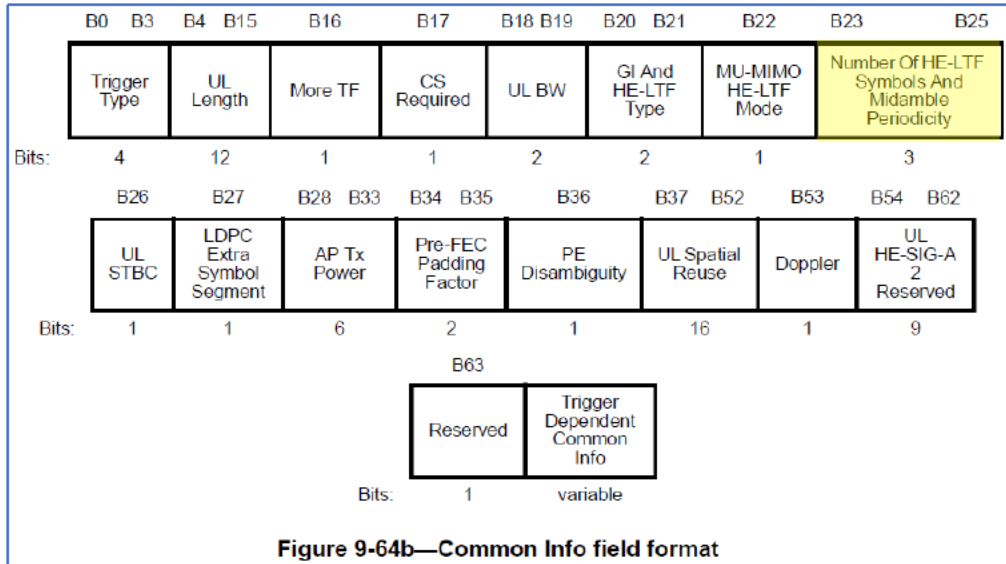 B0 B3 B4 B15 B16 B17 B18 B19 B20 B21 B22 B23 B25
Trigger Type
UL Length
More TF
CS Required
UL BW
GI And HE-LTF Type
MU-MIMO HE-LTF Mode
Number Of HE-LTF Symbols And Midamble Periodicity
Bits: 4 12 1 1 2 2 1 3
B26 B27 B28 B33 B34 B35 B36 B37 B52 B53 B54 B62
UL STBC
LDPC Extra Symbol Segment
AP Tx Power
Pre-FEC Padding Factor
PE Disambiguity
UL Spatial Reuse
Doppler
UL HE-SIG-A 2 Reserved
Bits: 1 1 6 2 1 16 1 9
B63
Reserved
Trigger Dependent Common Info
Bits: 1 variable
Figure 9-64b—Common Info field format